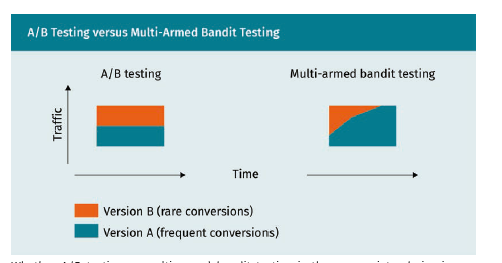 A/B Testing versus Multi-Armed Bandit Testing
A/B testing
Multi-armed bandit testing
Traffic
Time
Version B (rare conversions)
Version A (frequent conversions)